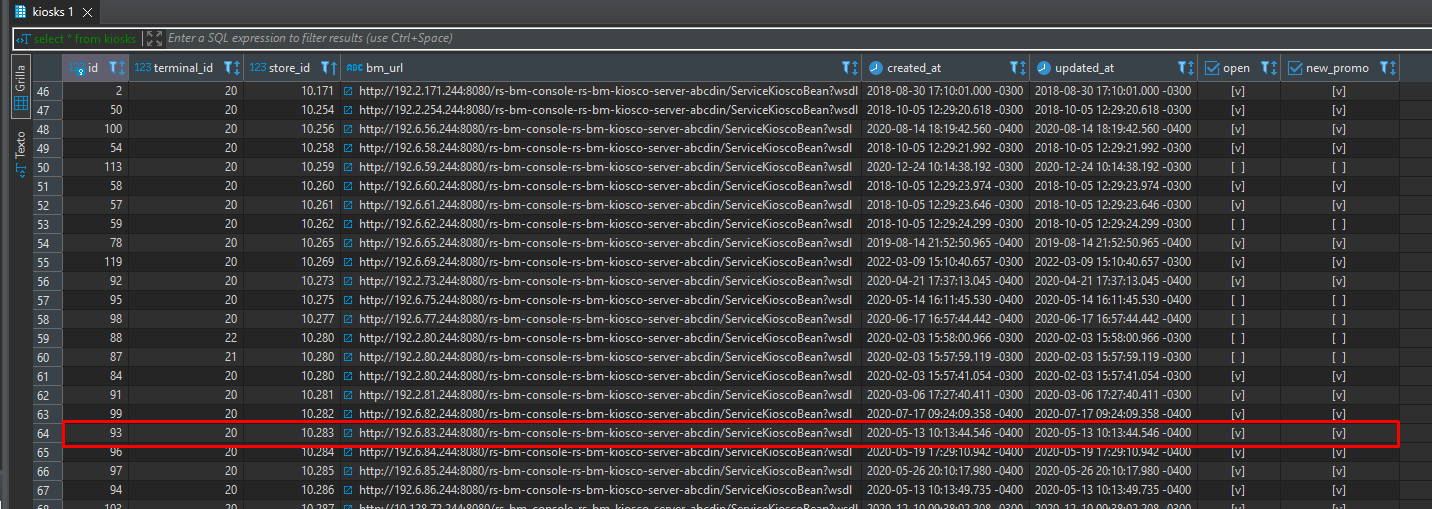 kiosks 1
select * from kiosks Enter a SQL expression to filter results (use Ctrl+Space)
Grilla
Texto
id 123 terminal_id 123 store_id ABC bm_url created_at updated_at open new_promo
46 2 20 10.171 http://192.2.171.244:8080/rs-bm-console-rs-bm-kiosco-server-abcdin/ServiceKioscoBean?wsdl 2018-08-30 17:10:01.000 -0300 2018-08-30 17:10:01.000 -0300 [v] [v]
47 50 20 10.254 http://192.2.254.244:8080/rs-bm-console-rs-bm-kiosco-server-abcdin/ServiceKioscoBean?wsdl 2018-10-05 12:29:20.618 -0300 2018-10-05 12:29:20.618 -0300 [v] [v]
48 100 20 10.256 http://192.6.56.244:8080/rs-bm-console-rs-bm-kiosco-server-abcdin/ServiceKioscoBean?wsdl 2020-08-14 18:19:42.560 -0400 2020-08-14 18:19:42.560 -0400 [v] [v]
49 54 20 10.258 http://192.6.58.244:8080/rs-bm-console-rs-bm-kiosco-server-abcdin/ServiceKioscoBean?wsdl 2018-10-05 12:29:21.992 -0300 2018-10-05 12:29:21.992 -0300 [v] [v]
50 113 20 10.259 http://192.6.59.244:8080/rs-bm-console-rs-bm-kiosco-server-abcdin/ServiceKioscoBean?wsdl 2020-12-24 10:14:38.192 -0300 2020-12-24 10:14:38.192 -0300 [ ] [ ]
51 58 20 10.260 http://192.6.60.244:8080/rs-bm-console-rs-bm-kiosco-server-abcdin/ServiceKioscoBean?wsdl 2018-10-05 12:29:23.974 -0300 2018-10-05 12:29:23.974 -0300 [v] [v]
52 57 20 10.261 http://192.6.61.244:8080/rs-bm-console-rs-bm-kiosco-server-abcdin/ServiceKioscoBean?wsdl 2018-10-05 12:29:23.646 -0300 2018-10-05 12:29:23.646 -0300 [v] [v]
53 59 20 10.262 http://192.6.62.244:8080/rs-bm-console-rs-bm-kiosco-server-abcdin/ServiceKioscoBean?wsdl 2018-10-05 12:29:24.299 -0300 2018-10-05 12:29:24.299 -0300 [ ] [v]
54 78 20 10.265 http://192.6.65.244:8080/rs-bm-console-rs-bm-kiosco-server-abcdin/ServiceKioscoBean?wsdl 2019-08-14 21:52:50.965 -0400 2019-08-14 21:52:50.965 -0400 [v] [v]
55 119 20 10.269 http://192.6.69.244:8080/rs-bm-console-rs-bm-kiosco-server-abcdin/ServiceKioscoBean?wsdl 2022-03-09 15:10:40.657 -0300 2022-03-09 15:10:40.657 -0300 [v] [v]
56 92 20 10.273 http://192.2.73.244:8080/rs-bm-console-rs-bm-kiosco-server-abcdin/ServiceKioscoBean?wsdl 2020-04-21 17:37:13.045 -0400 2020-04-21 17:37:13.045 -0400 [v] [v]
57 95 20 10.275 http://192.6.75.244:8080/rs-bm-console-rs-bm-kiosco-server-abcdin/ServiceKioscoBean?wsdl 2020-05-14 16:11:45.530 -0400 2020-05-14 16:11:45.530 -0400 [ ] [ ]
58 98 20 10.277 http://192.6.77.244:8080/rs-bm-console-rs-bm-kiosco-server-abcdin/ServiceKioscoBean?wsdl 2020-06-17 16:57:44.442 -0400 2020-06-17 16:57:44.442 -0400 [ ] [ ]
59 88 22 10.280 http://192.2.80.244:8080/rs-bm-console-rs-bm-kiosco-server-abcdin/ServiceKioscoBean?wsdl 2020-02-03 15:58:00.966 -0300 2020-02-03 15:58:00.966 -0300 [ ] [ ]
60 87 21 10.280 http://192.2.80.244:8080/rs-bm-console-rs-bm-kiosco-server-abcdin/ServiceKioscoBean?wsdl 2020-02-03 15:57:59.119 -0300 2020-02-03 15:57:59.119 -0300 [ ] [ ]
61 84 20 10.280 http://192.2.80.244:8080/rs-bm-console-rs-bm-kiosco-server-abcdin/ServiceKioscoBean?wsdl 2020-02-03 15:57:41.054 -0300 2020-02-03 15:57:41.054 -0300 [v] [v]
62 91 20 10.281 http://192.2.81.244:8080/rs-bm-console-rs-bm-kiosco-server-abcdin/ServiceKioscoBean?wsdl 2020-03-06 17:27:40.411 -0300 2020-03-06 17:27:40.411 -0300 [v] [v]
63 99 20 10.282 http://192.6.82.244:8080/rs-bm-console-rs-bm-kiosco-server-abcdin/ServiceKioscoBean?wsdl 2020-07-17 09:24:09.358 -0400 2020-07-17 09:24:09.358 -0400 [v] [v]
64 93 20 10.283 http://192.6.83.244:8080/rs-bm-console-rs-bm-kiosco-server-abcdin/ServiceKioscoBean?wsdl 2020-05-13 10:13:44.546 -0400 2020-05-13 10:13:44.546 -0400 [v] [v]
65 96 20 10.284 http://192.6.84.244:8080/rs-bm-console-rs-bm-kiosco-server-abcdin/ServiceKioscoBean?wsdl 2020-05-19 17:29:10.942 -0400 2020-05-19 17:29:10.942 -0400 [v] [v]
66 97 20 10.285 http://192.6.85.244:8080/rs-bm-console-rs-bm-kiosco-server-abcdin/ServiceKioscoBean?wsdl 2020-05-26 20:10:17.980 -0400 2020-05-26 20:10:17.980 -0400 [v] [v]
67 94 20 10.286 http://192.6.86.244:8080/rs-bm-console-rs-bm-kiosco-server-abcdin/ServiceKioscoBean?wsdl 2020-05-13 10:13:49.735 -0400 2020-05-13 10:13:49.735 -0400 [v] [v]